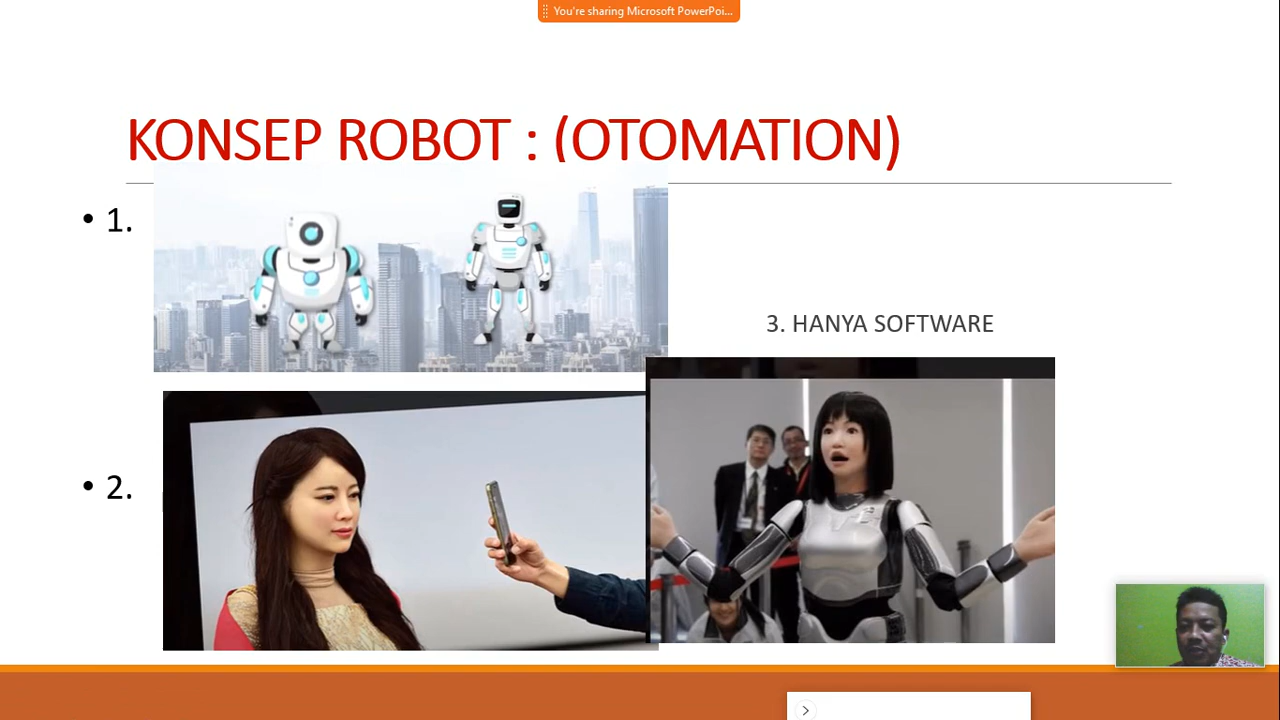 You're sharing Microsoft PowerPoi...
KONSEP ROBOT : (OTOMATION)
• 1.
3. HANYA SOFTWARE
• 2.